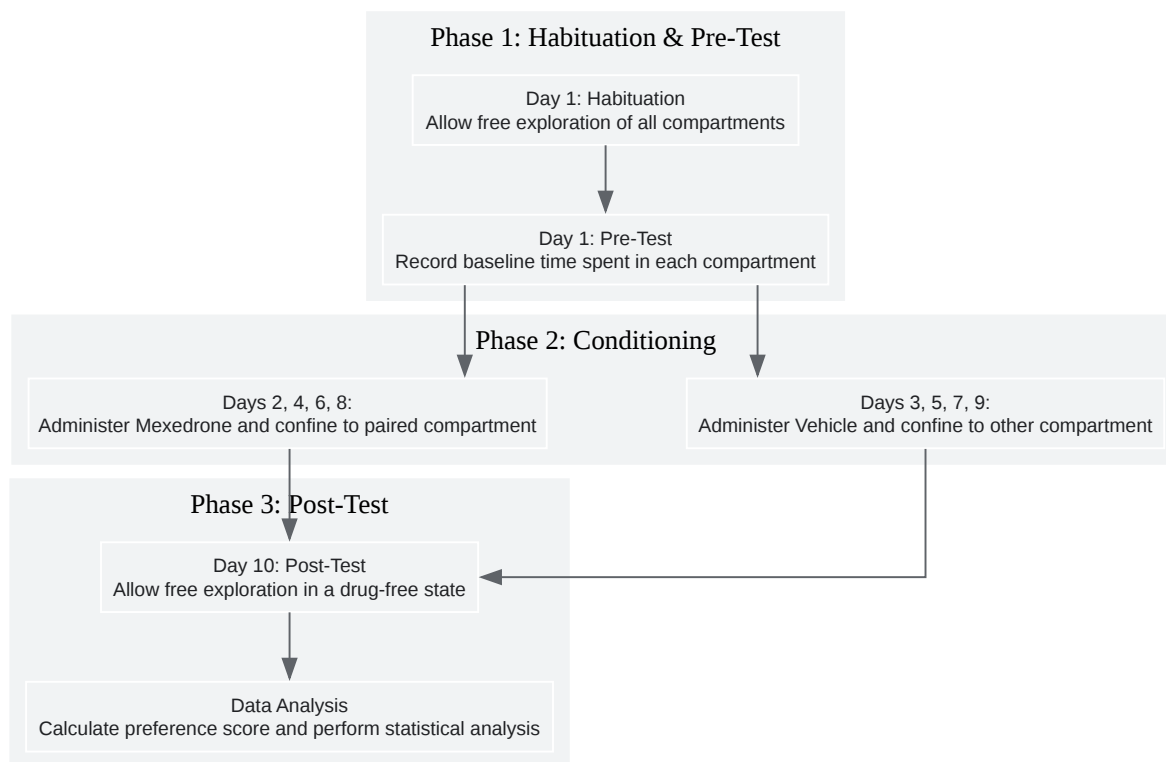 Phase 1: Habituation & Pre-Test
Day 1: Habituation
Allow free exploration of all compartments
Day 1: Pre-Test
Record baseline time spent in each compartment
Phase 2: Conditioning
Days 2, 4, 6, 8:
Administer Mexedrone and confine to paired compartment
Days 3, 5, 7, 9:
Administer Vehicle and confine to other compartment
Phase 3: Post-Test
Day 10: Post-Test
Allow free exploration in a drug-free state
Data Analysis
Calculate preference score and perform statistical analysis